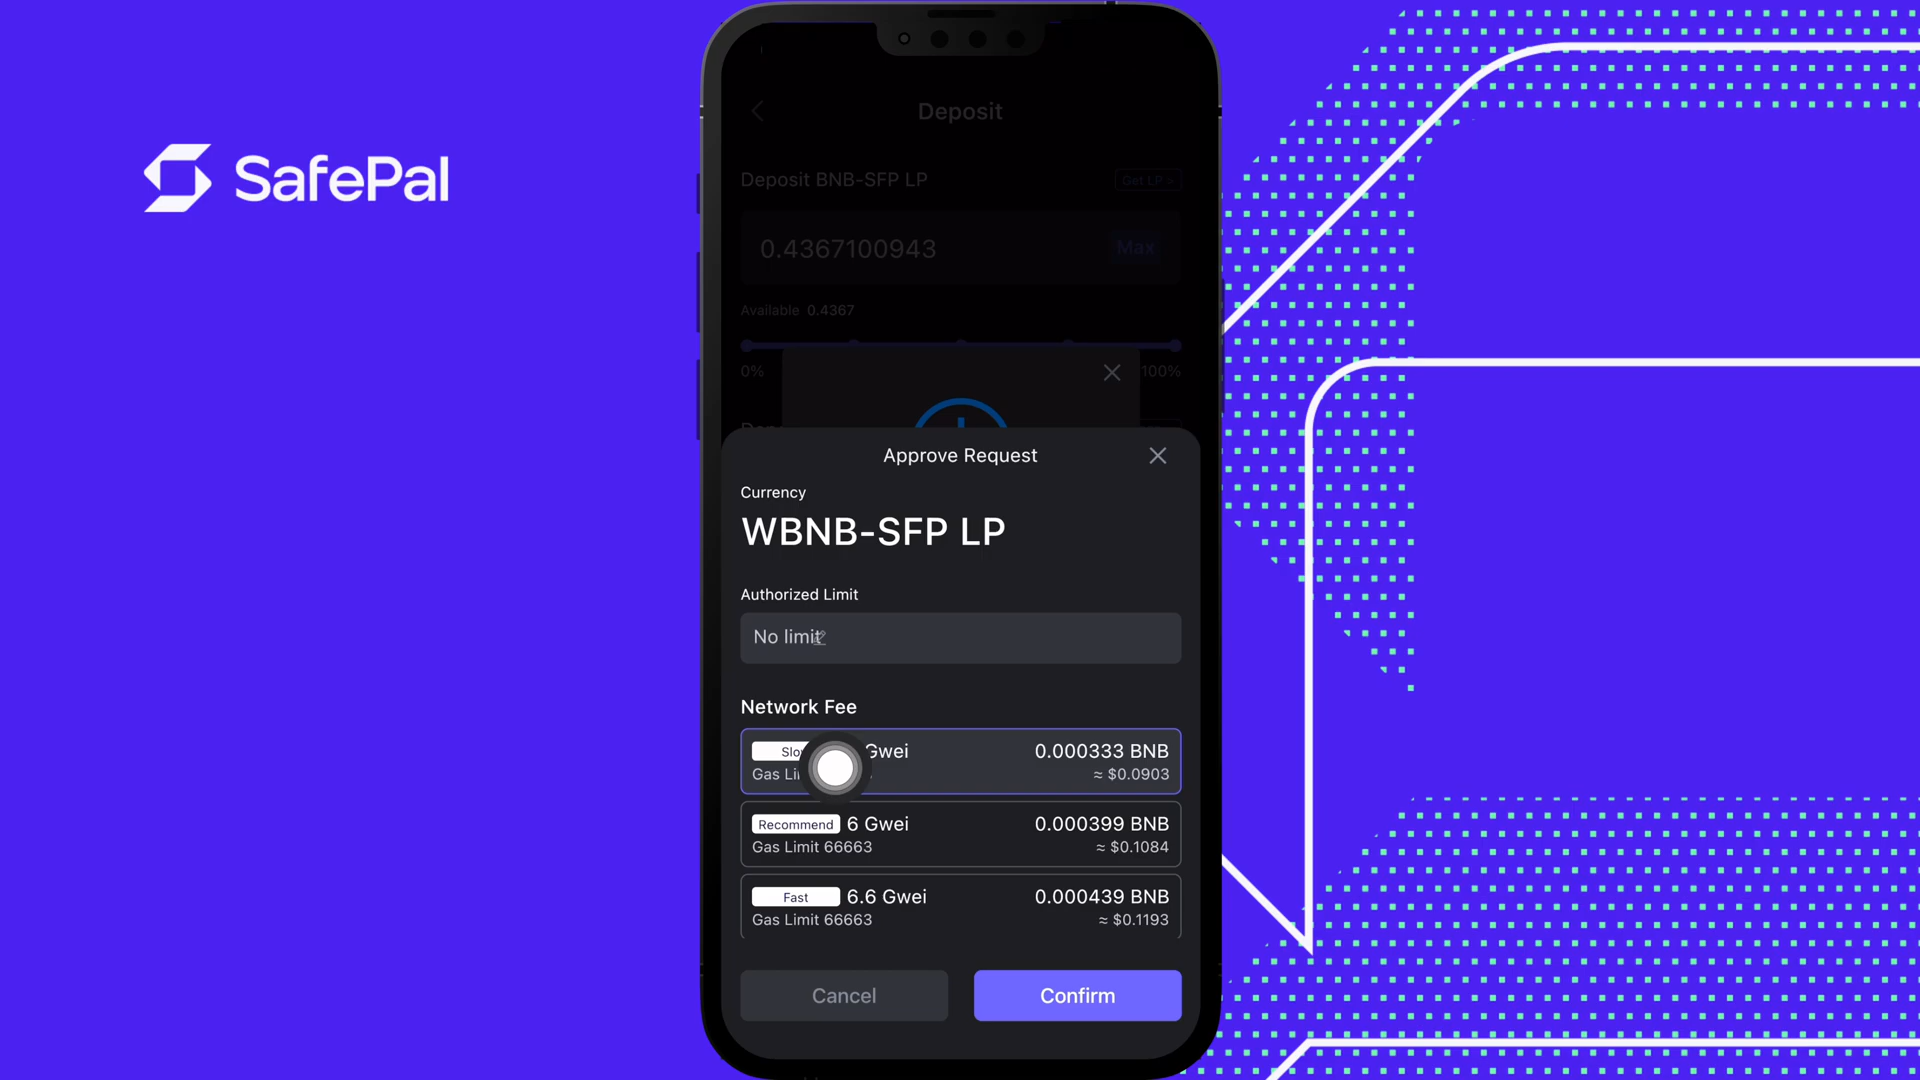 SafePal
Deposit
Deposit BNB-SFP LP
Get LP >
0.4367100943
Max
Available 0.4367
0%
100%
Approve Request
Currency
WBNB-SFP LP
Authorized Limit
No limit
Network Fee
Gwei
0.000333 BNB
≈ $0.0903
Recommend 6 Gwei
0.000399 BNB
Gas Limit 66663
≈ $0.1084
Fast 6.6 Gwei
0.000439 BNB
Gas Limit 66663
≈ $0.1193
Cancel
Confirm